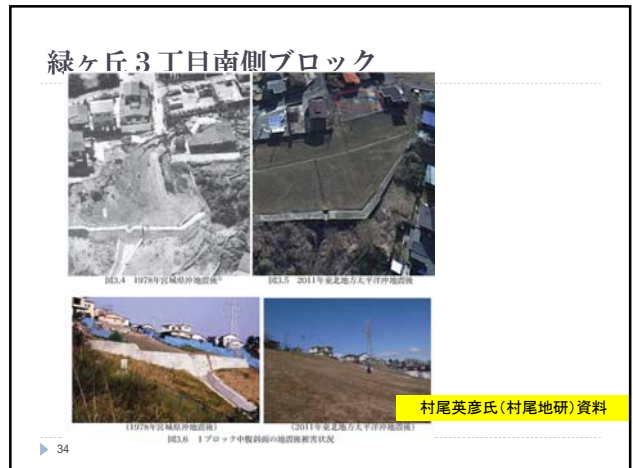 緑ヶ丘３丁目南側ブロック
図3.4　1978年宮城県沖地震後
図3.5　2011年東北地方太平洋沖地震後
(1978年宮城県沖地震後)
(2011年東北地方太平洋沖地震後)
図3.6　Iブロック中腹斜面の地震後被害状況
村尾英彦氏（村尾地研）資料
34